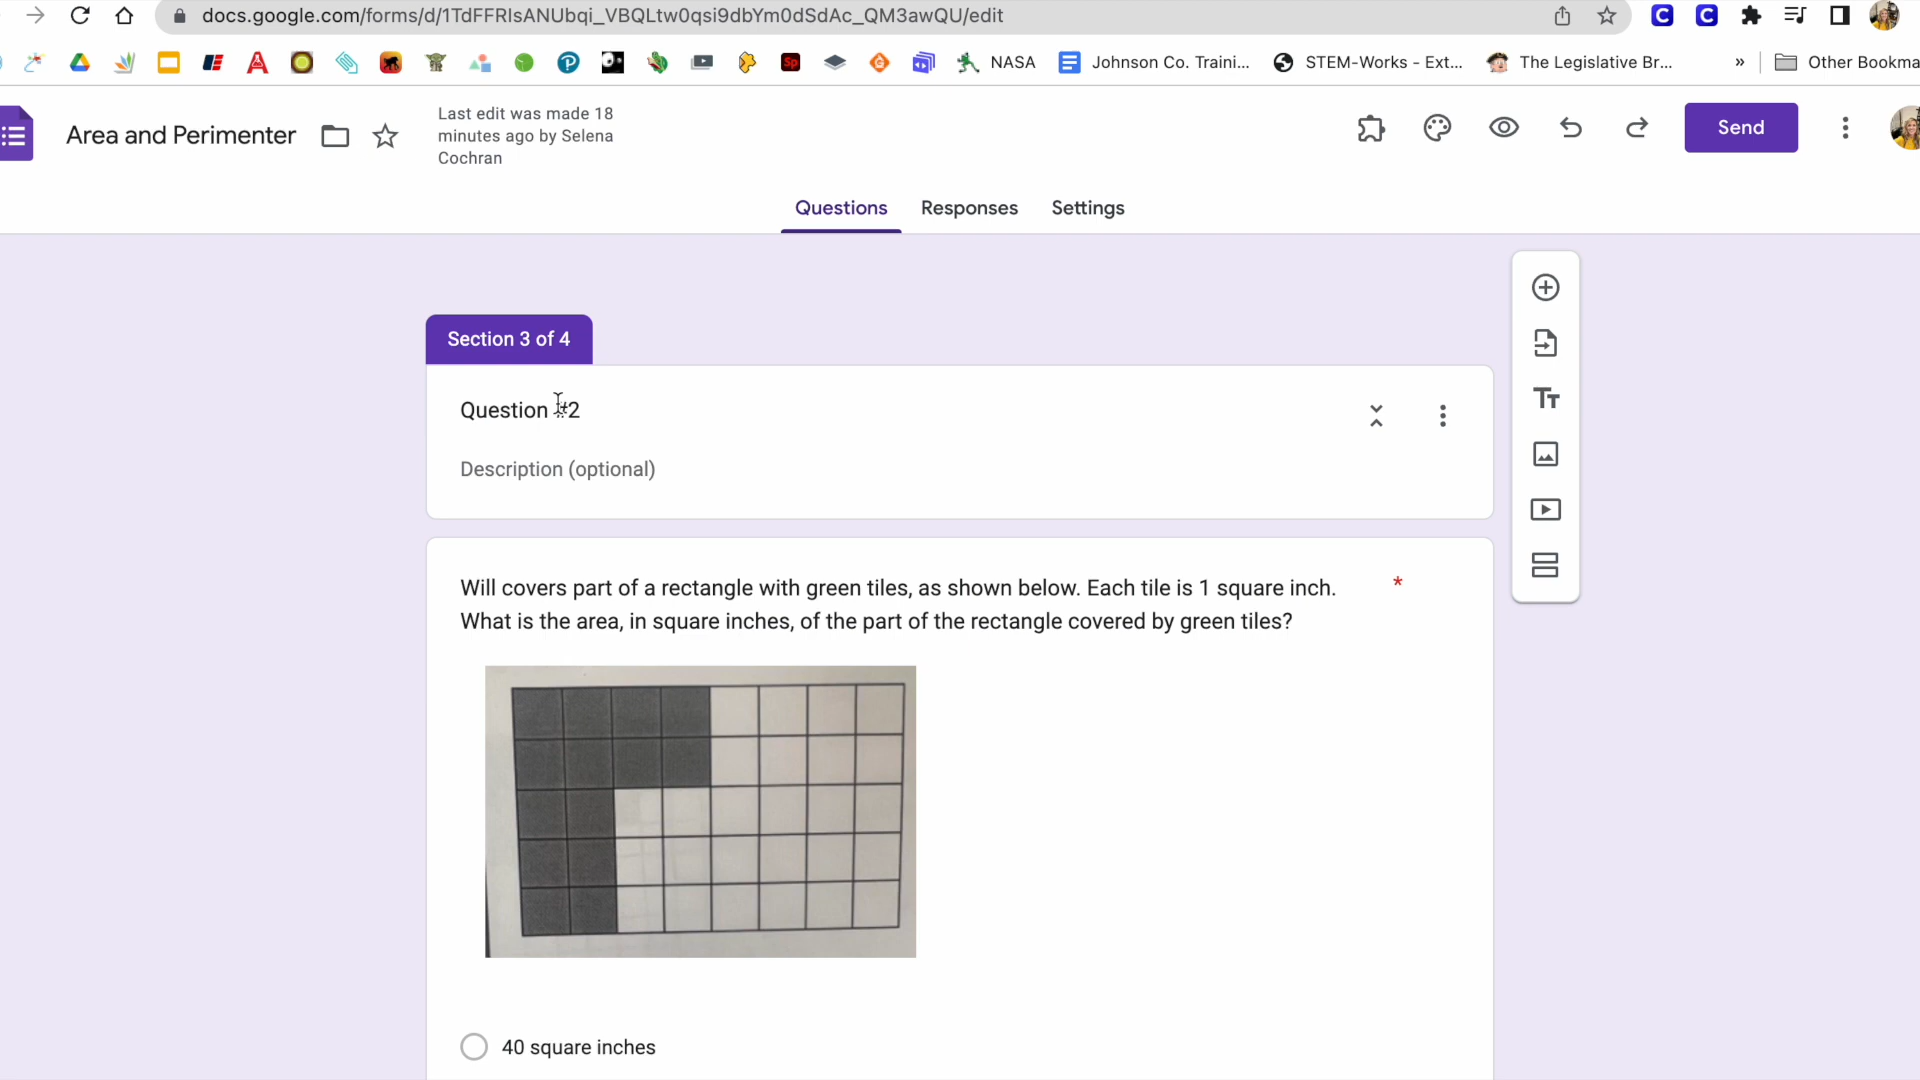 docs.google.com/forms/d/1TdFFRIsANUbqi_VBQLtw0qsi9dbYm0dSdAc_QM3awQU/edit
C
C
Sp
NASA
Johnson Co. Traini...
STEM-Works - Ext...
The Legislative Br...
»
Other Bookma
Area and Perimenter
Last edit was made 18
minutes ago by Selena
Cochran
Send
Questions
Responses
Settings
Section 3 of 4
Question #2
Description (optional)
Will covers part of a rectangle with green tiles, as shown below. Each tile is 1 square inch. *
What is the area, in square inches, of the part of the rectangle covered by green tiles?
40 square inches